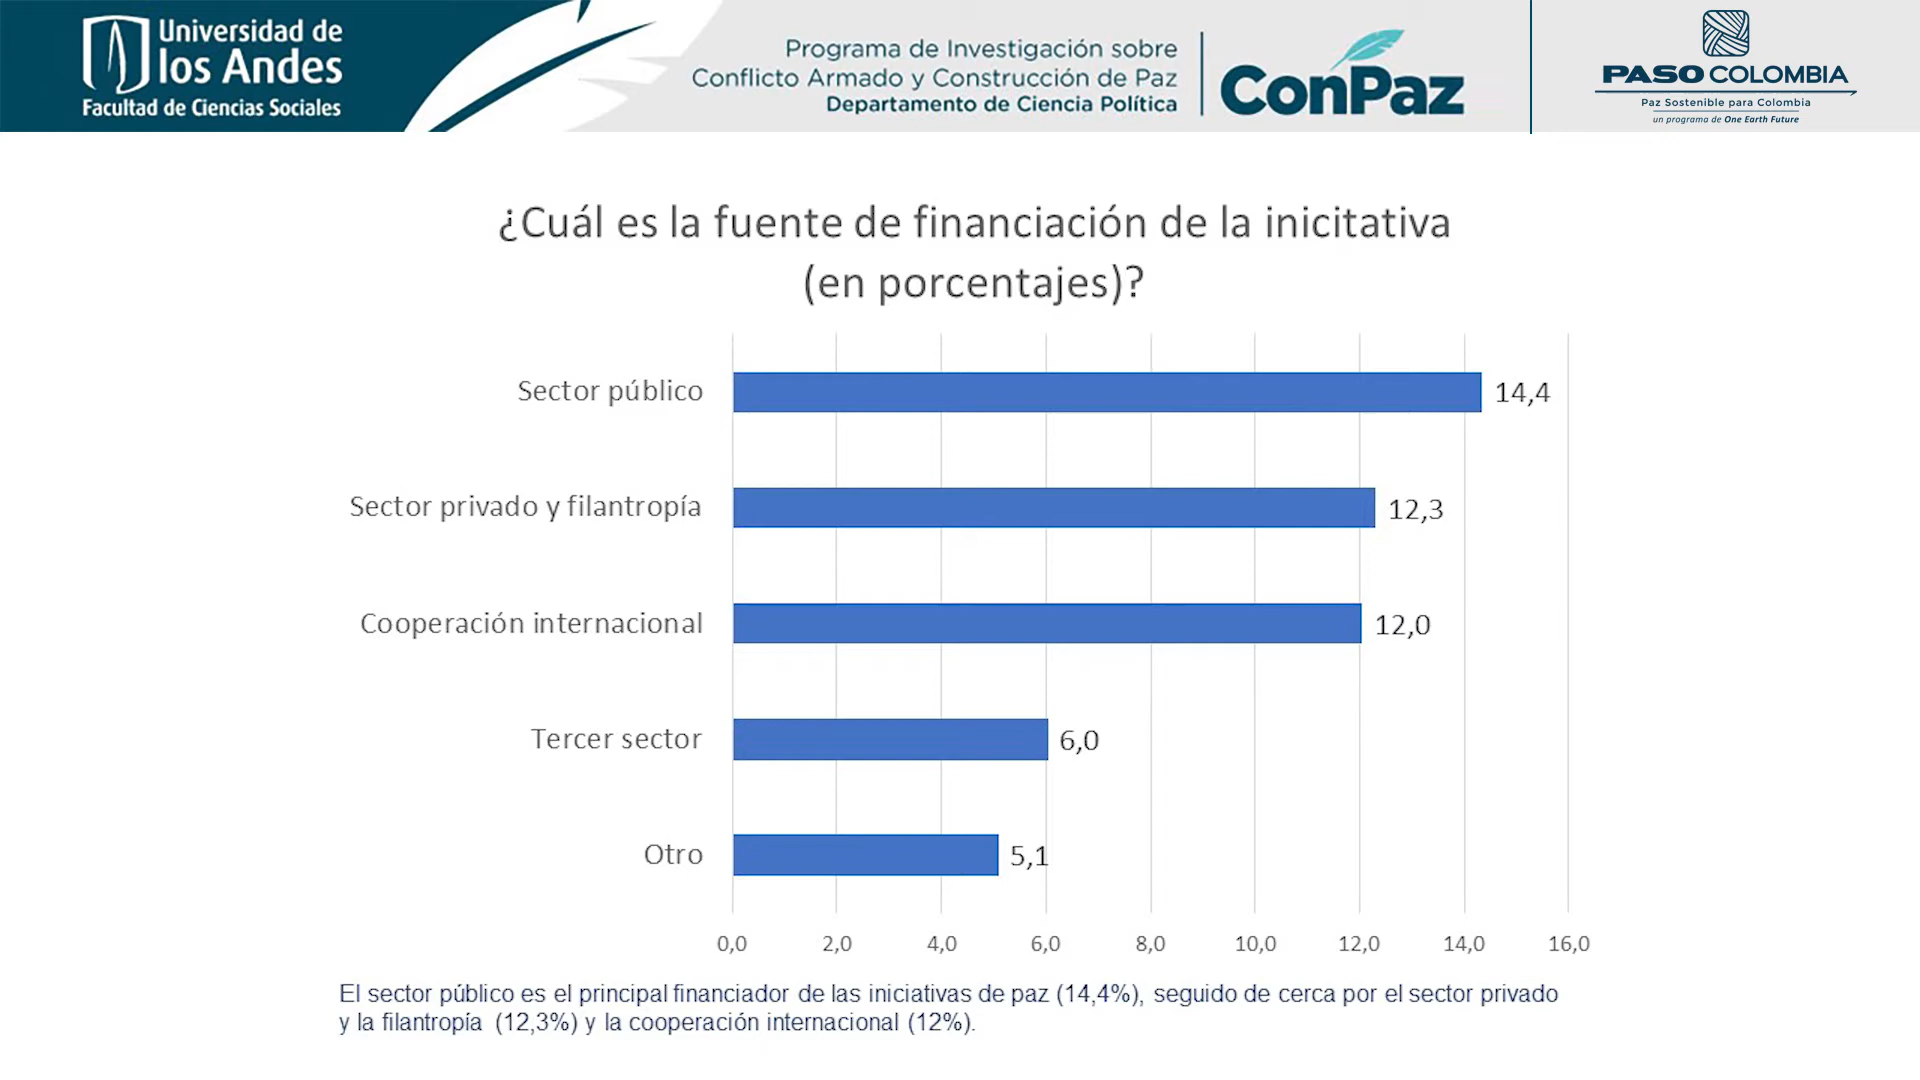 Universidad de
los Andes
Facultad de Ciencias Sociales
Programa de Investigación sobre
Conflicto Armado y Construcción de Paz
Departamento de Ciencia Política
ConPaz
PASO COLOMBIA
Paz Sostenible para Colombia
un programa de One Earth Future
¿Cuál es la fuente de financiación de la inicitativa
(en porcentajes)?
Sector público 14,4
Sector privado y filantropía 12,3
Cooperación internacional 12,0
Tercer sector 6,0
Otro 5,1
0,0 2,0 4,0 6,0 8,0 10,0 12,0 14,0 16,0
El sector público es el principal financiador de las iniciativas de paz (14,4%), seguido de cerca por el sector privado
y la filantropía (12,3%) y la cooperación internacional (12%).